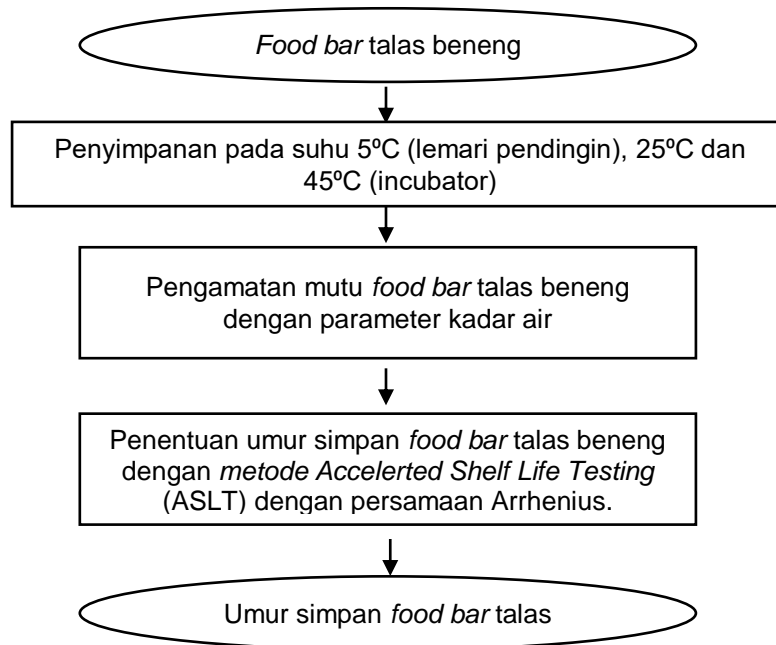 Food bar talas beneng
Penyimpanan pada suhu 5ºC (lemari pendingin), 25ºC dan
45ºC (incubator)
Pengamatan mutu food bar talas beneng
dengan parameter kadar air
Penentuan umur simpan food bar talas beneng
dengan metode Accelerted Shelf Life Testing
(ASLT) dengan persamaan Arrhenius.
Umur simpan food bar talas